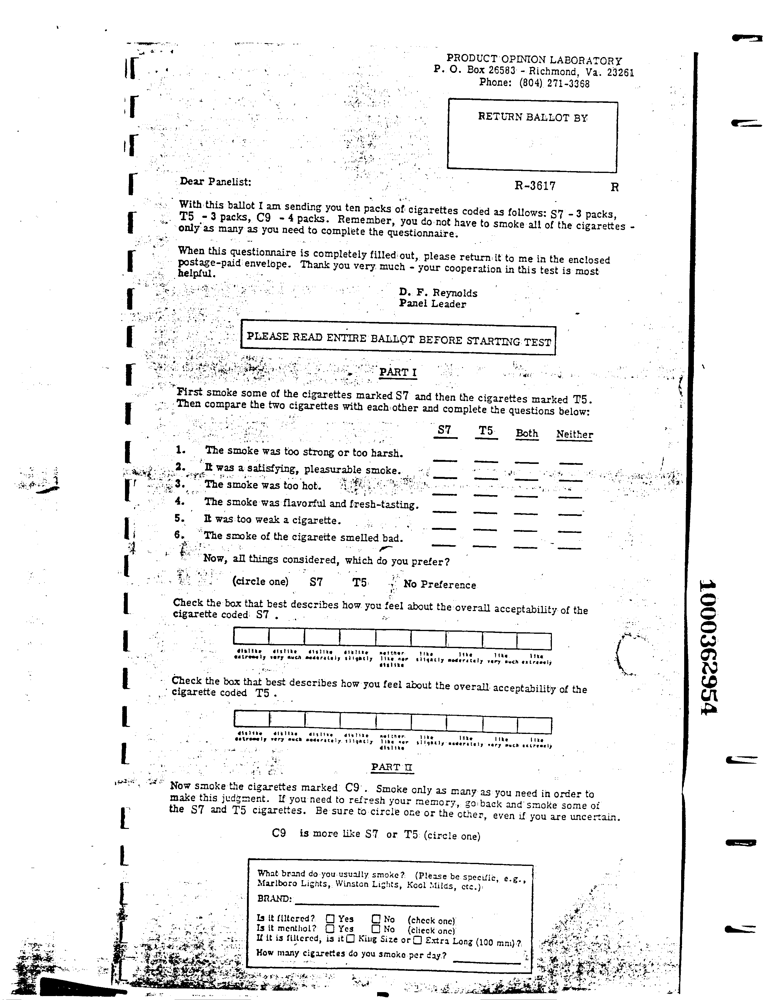 PRODUCT OPINION LABORATORY
P. O. Box 26583 - Richmond, Va. 23261
Phone: (804) 271-3368
RETURN BALLOT BY
Dear Panelist:
R-3617 R
With this ballot I am sending you ten packs of cigarettes coded as follows: S7 - 3 packs,
T5 - 3 packs, C9 - 4 packs. Remember, you do not have to smoke all of the cigarettes -
only as many as you need to complete the questionnaire.
When this questionnaire is completely filled out, please return it to me in the enclosed
postage-paid envelope. Thank you very much - your cooperation in this test is most
helpful.
D. F. Reynolds
Panel Leader
PLEASE READ ENTIRE BALLOT BEFORE STARTING TEST
PART I
First smoke some of the cigarettes marked S7 and then the cigarettes marked T5.
Then compare the two cigarettes with each other and complete the questions below:
S7 T5 Both Neither
1. The smoke was too strong or too harsh.
2. It was a satisfying, pleasurable smoke.
3. The smoke was too hot.
4. The smoke was flavorful and fresh-tasting.
5. It was too weak a cigarette.
6. The smoke of the cigarette smelled bad.
Now, all things considered, which do you prefer?
(circle one) S7 T5 No Preference
Check the box that best describes how you feel about the overall acceptability of the
cigarette coded S7 .
dislike dislike dislike dislike neither like like like like
extremely very much moderately slightly like nor slightly moderately very much extremely
dislike
Check the box that best describes how you feel about the overall acceptability of the
cigarette coded T5 .
dislike dislike dislike dislike neither like like like like
extremely very much moderately slightly like nor slightly moderately very much extremely
dislike
PART II
Now smoke the cigarettes marked C9 . Smoke only as many as you need in order to
make this judgment. If you need to refresh your memory, go back and smoke some of
the S7 and T5 cigarettes. Be sure to circle one or the other, even if you are uncertain.
C9 is more like S7 or T5 (circle one)
What brand do you usually smoke? (Please be specific, e.g.,
Marlboro Lights, Winston Lights, Kool Milds, etc.)
BRAND:
Is it filtered? Yes No (check one)
Is it menthol? Yes No (check one)
If it is filtered, is it King Size or Extra Long (100 mm)?
How many cigarettes do you smoke per day?
1000362954